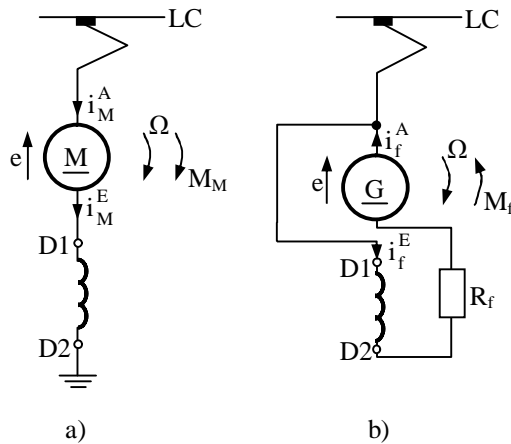 LC
i_M^A
Ω
e
M
M_M
i_M^E
D1
D2
a)
LC
i_f^A
Ω
e
G
M_f
i_f^E
D1
R_f
D2
b)